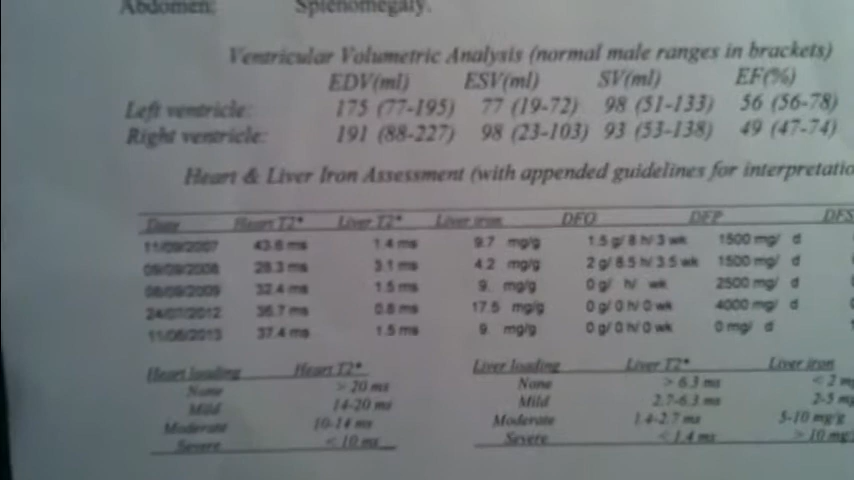 Abdomen: Splenomegaly.
Ventricular Volumetric Analysis (normal male ranges in brackets)
EDV(ml) ESV(ml) SV(ml) EF(%)
Left ventricle: 175 (77-195) 77 (19-72) 98 (51-133) 56 (56-78)
Right ventricle: 191 (88-227) 98 (23-103) 93 (53-138) 49 (47-74)
Heart & Liver Iron Assessment (with appended guidelines for interpretatio
Date Heart T2* Liver T2* Liver iron DFO DFP DFS
11/09/2007 43.6 ms 1.4 ms 9.7 mg/g 1.5 g/ 8 h/ 3 wk 1500 mg/ d
09/09/2008 28.3 ms 3.1 ms 4.2 mg/g 2 g/ 8.5 h/ 3.5 wk 1500 mg/ d
08/09/2009 32.4 ms 1.5 ms 9. mg/g 0 g/ h/ wk 2500 mg/ d
24/07/2012 36.7 ms 0.8 ms 17.5 mg/g 0 g/ 0 h/ 0 wk 4000 mg/ d
11/06/2013 37.4 ms 1.5 ms 9. mg/g 0 g/ 0 h/ 0 wk 0 mg/ d
Heart loading Heart T2* Liver loading Liver T2* Liver iron
None > 20 ms None > 6.3 ms < 2 m
Mild 14-20 ms Mild 2.7-6.3 ms 2-5 mg
Moderate 10-14 ms Moderate 1.4-2.7 ms 5-10 mg/g
Severe < 10 ms Severe < 1.4 ms > 10 mg